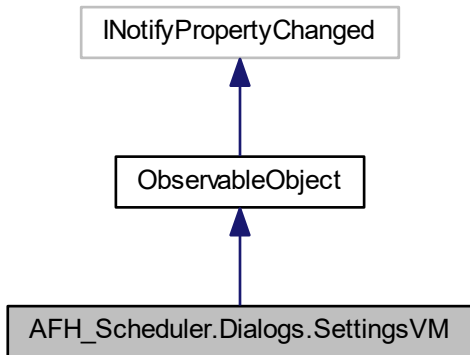 INotifyPropertyChanged
ObservableObject
AFH_Scheduler.Dialogs.SettingsVM